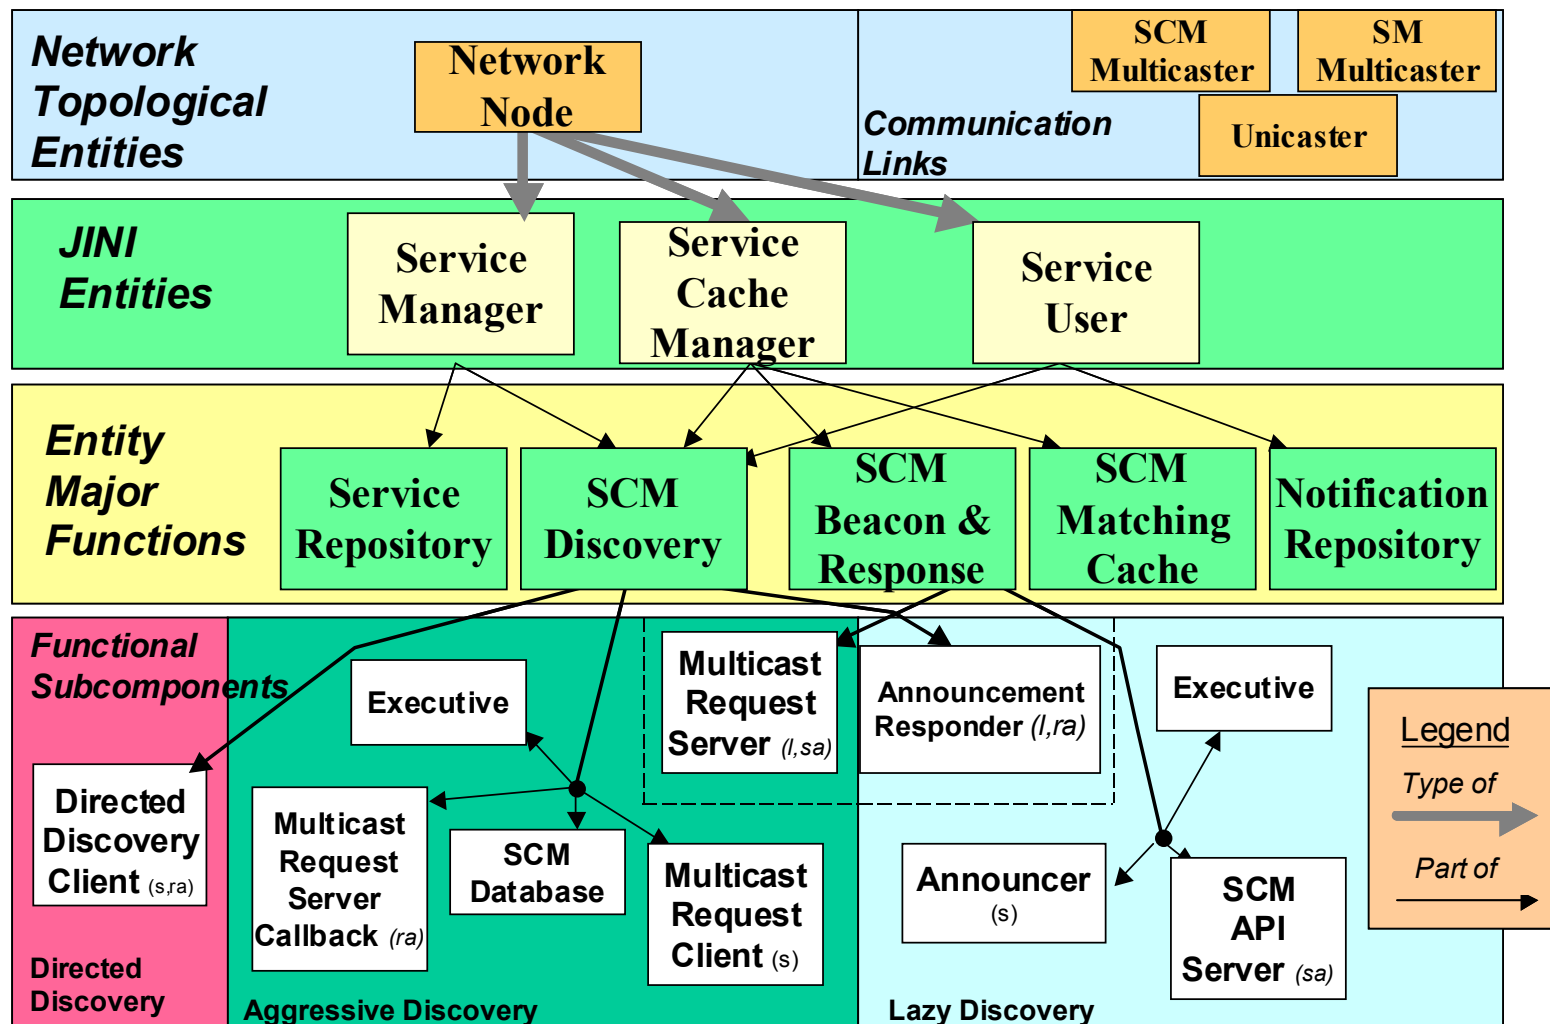 Network
Topological
Entities
Network
Node
SCM
Multicaster
SM
Multicaster
Unicaster
Communication
Links
JINI
Entities
Service
Manager
Service
Cache
Manager
Service
User
Entity
Major
Functions
Service
Repository
SCM
Discovery
SCM
Beacon &
Response
SCM
Matching
Cache
Notification
Repository
Functional
Subcomponents
Directed
Discovery
Client (s,ra)
Directed
Discovery
Executive
Multicast
Request
Server
Callback (ra)
SCM
Database
Multicast
Request
Client (s)
Aggressive Discovery
Multicast
Request
Server (l,sa)
Announcement
Responder (l,ra)
Executive
Announcer
(s)
SCM
API
Server (sa)
Lazy Discovery
Legend
Type of
Part of